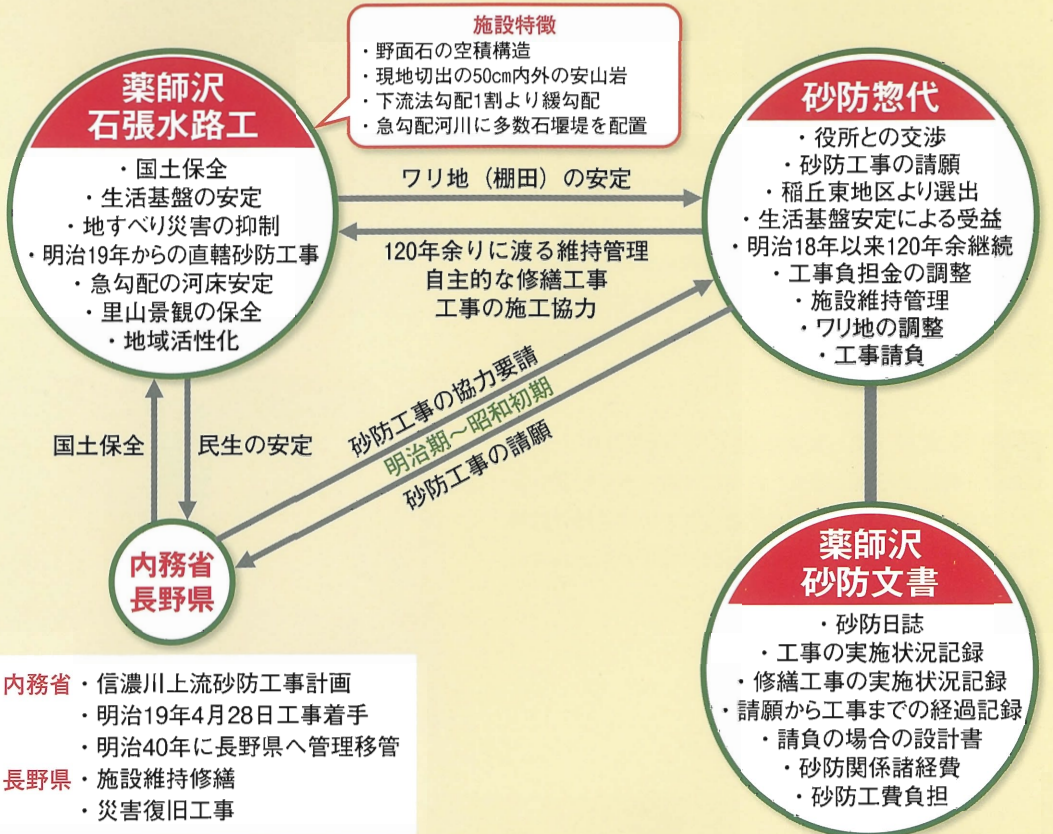 施設特徴
・野面石の空積構造
・現地切出の50cm内外の安山岩
・下流法勾配1割より緩勾配
・急勾配河川に多数石堰堤を配置
薬師沢
石張水路工
・国土保全
・生活基盤の安定
・地すべり災害の抑制
・明治19年からの直轄砂防工事
・急勾配の河床安定
・里山景観の保全
・地域活性化
ワリ地（棚田）の安定
120年余りに渡る維持管理
自主的な修繕工事
工事の施工協力
砂防惣代
・役所との交渉
・砂防工事の請願
・稲丘東地区より選出
・生活基盤安定による受益
・明治18年以来120年余継続
・工事負担金の調整
・施設維持管理
・ワリ地の調整
・工事請負
国土保全
民生の安定
砂防工事の協力要請
明治期～昭和初期
砂防工事の請願
内務省
長野県
薬師沢
砂防文書
・砂防日誌
・工事の実施状況記録
・修繕工事の実施状況記録
・請願から工事までの経過記録
・請負の場合の設計書
・砂防関係諸経費
・砂防工費負担
内務省・信濃川上流砂防工事計画
・明治19年4月28日工事着手
・明治40年に長野県へ管理移管
長野県・施設維持修繕
・災害復旧工事